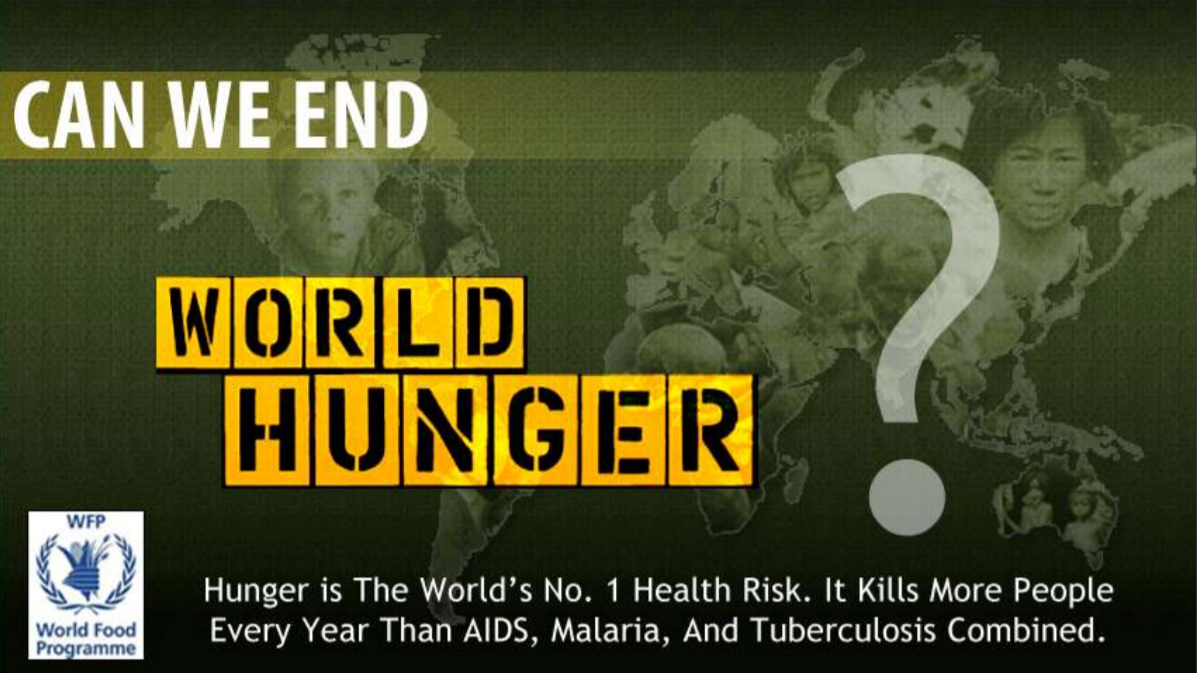 CAN WE END
WORLD
HUNGER
?
WFP
World Food
Programme
Hunger is The World's No. 1 Health Risk. It Kills More People
Every Year Than AIDS, Malaria, And Tuberculosis Combined.